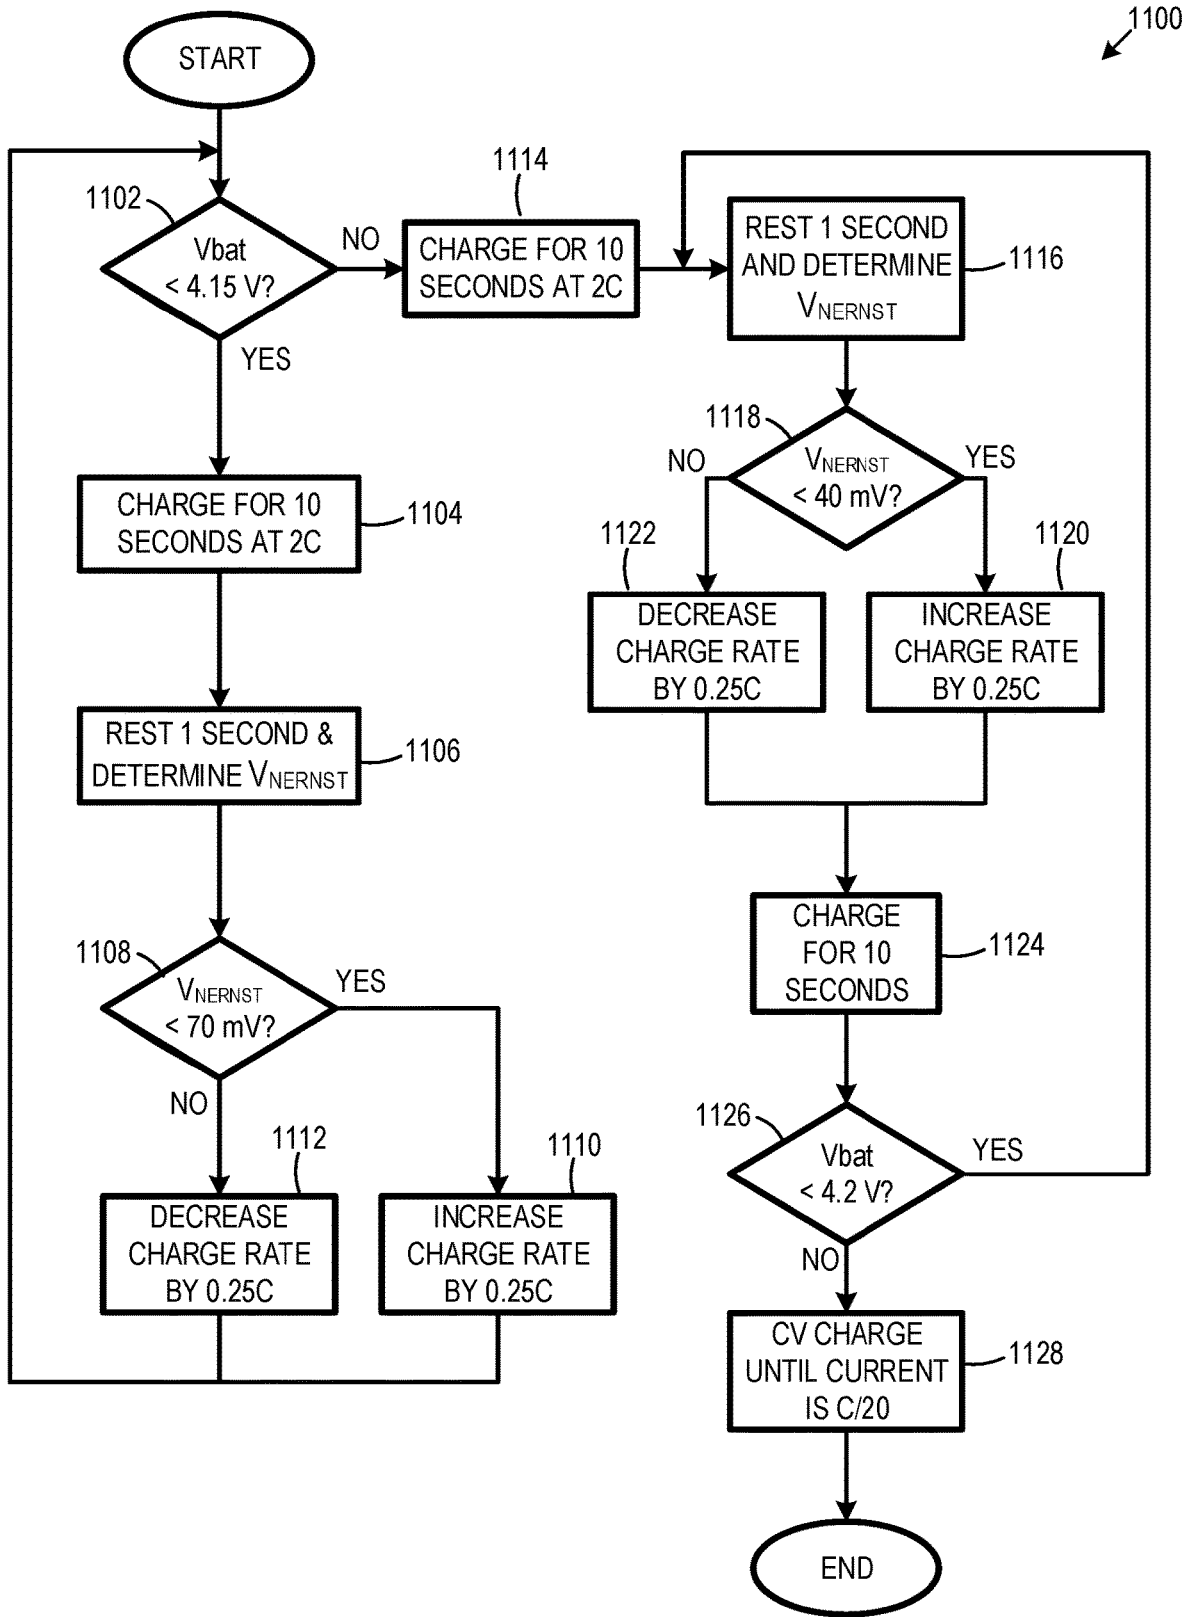 1100
START
1102
Vbat
< 4.15 V?
NO
YES
1114
CHARGE FOR 10
SECONDS AT 2C
REST 1 SECOND
AND DETERMINE
VNERNST
1116
1118
VNERNST
< 40 mV?
NO
YES
CHARGE FOR 10
SECONDS AT 2C
1104
1122
DECREASE
CHARGE RATE
BY 0.25C
1120
INCREASE
CHARGE RATE
BY 0.25C
REST 1 SECOND &
DETERMINE VNERNST
1106
CHARGE
FOR 10
SECONDS
1124
1108
VNERNST
< 70 mV?
YES
NO
1126
Vbat
< 4.2 V?
YES
NO
1112
DECREASE
CHARGE RATE
BY 0.25C
1110
INCREASE
CHARGE RATE
BY 0.25C
CV CHARGE
UNTIL CURRENT
IS C/20
1128
END